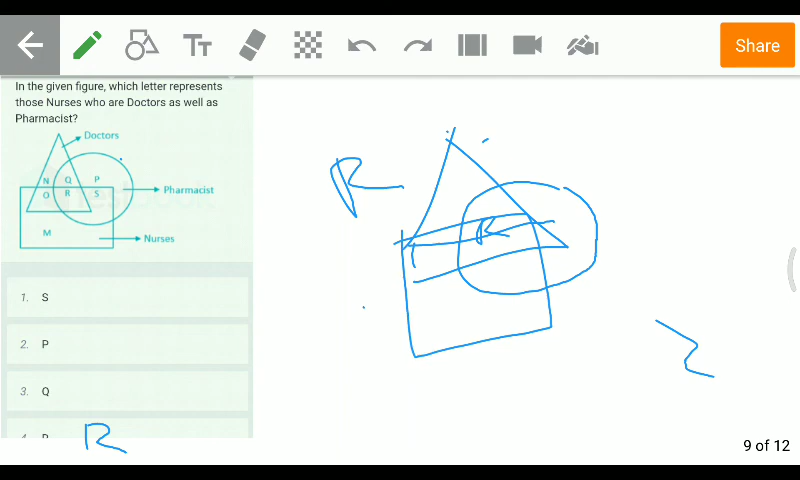 Share
In the given figure, which letter represents
those Nurses who are Doctors as well as
Pharmacist?
Doctors
N Q P
O R S
Pharmacist
M
Nurses
1. S
2. P
3. Q
4.
R
R
R
9 of 12